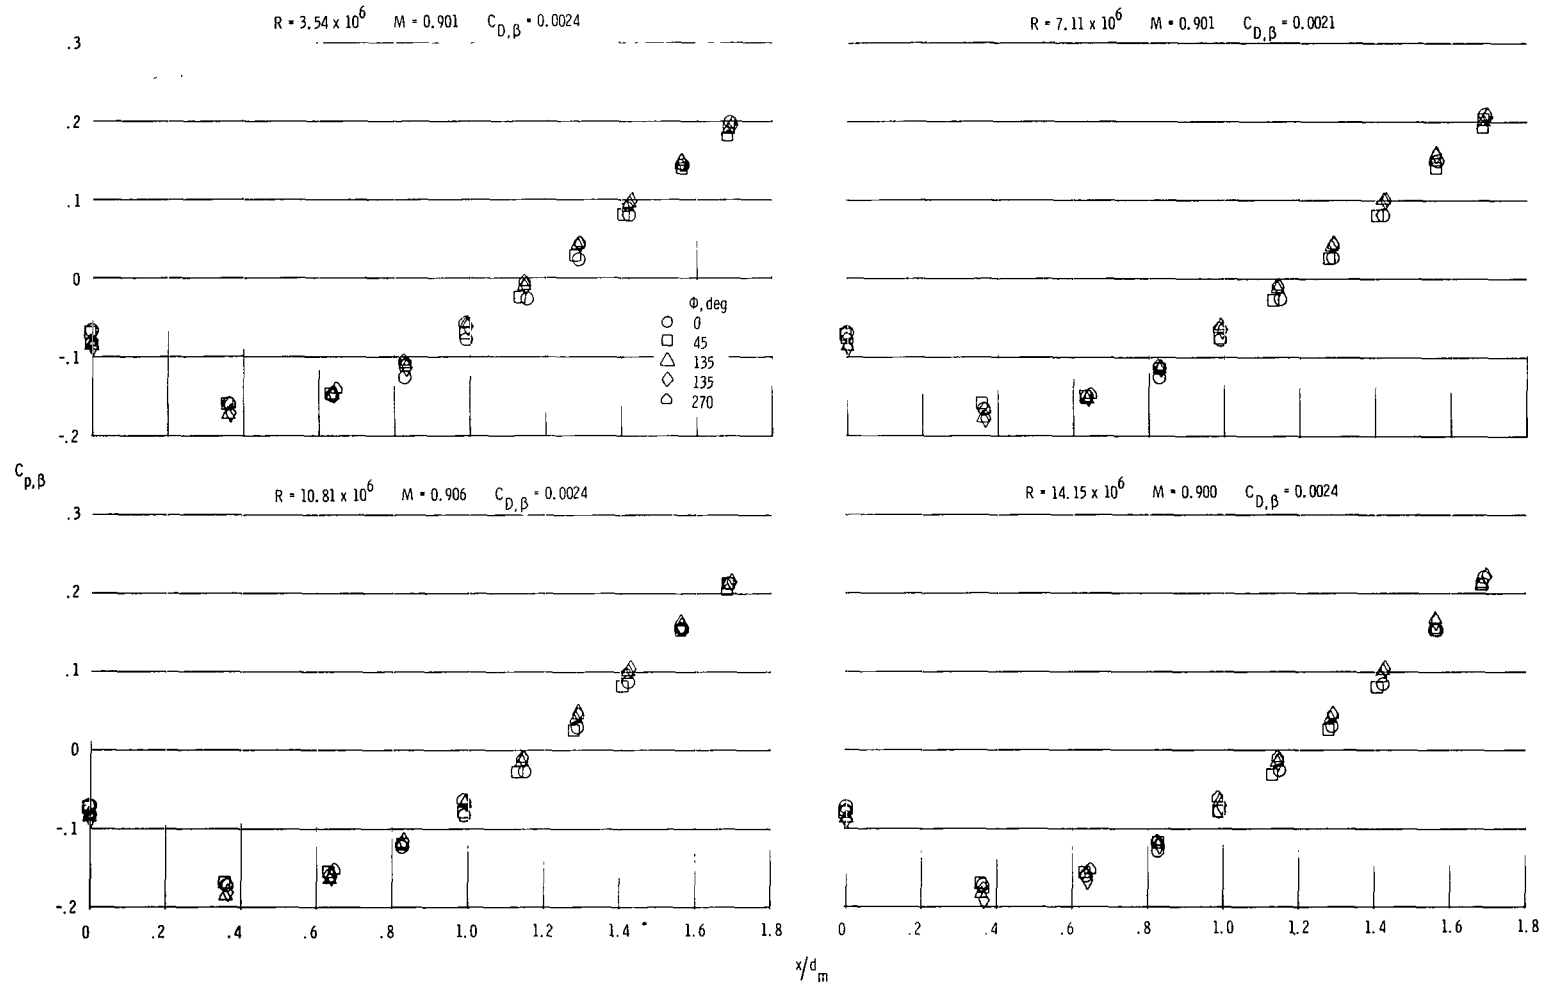 R = 3.54 x 10^6 M = 0.901 C_D,β = 0.0024
.3
.2
.1
0
-.1
-.2
Φ, deg
0
45
135
135
270
R = 7.11 x 10^6 M = 0.901 C_D,β = 0.0021
C_p,β
R = 10.81 x 10^6 M = 0.906 C_D,β = 0.0024
.3
.2
.1
0
-.1
-.2
0 .2 .4 .6 .8 1.0 1.2 1.4 1.6 1.8
R = 14.15 x 10^6 M = 0.900 C_D,β = 0.0024
0 .2 .4 .6 .8 1.0 1.2 1.4 1.6 1.8
x/d_m